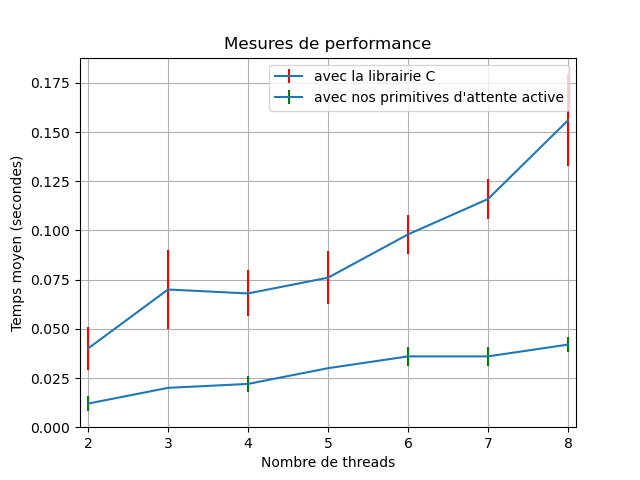 Mesures de performance
avec la librairie C
avec nos primitives d'attente active
0.175
0.150
0.125
0.100
0.075
0.050
0.025
0.000
Temps moyen (secondes)
2 3 4 5 6 7 8
Nombre de threads